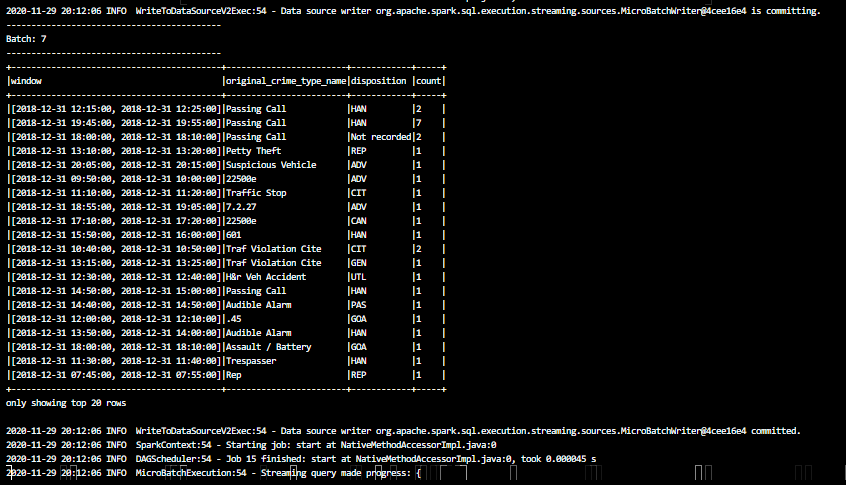 2020-11-29 20:12:06 INFO  WriteToDataSourceV2Exec:54 - Data source writer org.apache.spark.sql.execution.streaming.sources.MicroBatchWriter@4cee16e4 is committing.
-------------------------------------------
Batch: 7
-------------------------------------------
+------------------------------------------+------------------------+------------+-----+
|window                                    |original_crime_type_name|disposition |count|
+------------------------------------------+------------------------+------------+-----+
|[2018-12-31 12:15:00, 2018-12-31 12:25:00]|Passing Call            |HAN         |2    |
|[2018-12-31 19:45:00, 2018-12-31 19:55:00]|Passing Call            |HAN         |7    |
|[2018-12-31 18:00:00, 2018-12-31 18:10:00]|Passing Call            |Not recorded|2    |
|[2018-12-31 13:10:00, 2018-12-31 13:20:00]|Petty Theft             |REP         |1    |
|[2018-12-31 20:05:00, 2018-12-31 20:15:00]|Suspicious Vehicle      |ADV         |1    |
|[2018-12-31 09:50:00, 2018-12-31 10:00:00]|22500e                  |ADV         |1    |
|[2018-12-31 11:10:00, 2018-12-31 11:20:00]|Traffic Stop            |CIT         |1    |
|[2018-12-31 18:55:00, 2018-12-31 19:05:00]|7.2.27                  |ADV         |1    |
|[2018-12-31 17:10:00, 2018-12-31 17:20:00]|22500e                  |CAN         |1    |
|[2018-12-31 15:50:00, 2018-12-31 16:00:00]|601                     |HAN         |1    |
|[2018-12-31 10:40:00, 2018-12-31 10:50:00]|Traf Violation Cite     |CIT         |2    |
|[2018-12-31 13:15:00, 2018-12-31 13:25:00]|Traf Violation Cite     |GEN         |1    |
|[2018-12-31 12:30:00, 2018-12-31 12:40:00]|H&r Veh Accident        |UTL         |1    |
|[2018-12-31 14:50:00, 2018-12-31 15:00:00]|Passing Call            |HAN         |1    |
|[2018-12-31 14:40:00, 2018-12-31 14:50:00]|Audible Alarm           |PAS         |1    |
|[2018-12-31 12:00:00, 2018-12-31 12:10:00]|.45                     |GOA         |1    |
|[2018-12-31 13:50:00, 2018-12-31 14:00:00]|Audible Alarm           |HAN         |1    |
|[2018-12-31 18:00:00, 2018-12-31 18:10:00]|Assault / Battery       |GOA         |1    |
|[2018-12-31 11:30:00, 2018-12-31 11:40:00]|Trespasser              |HAN         |1    |
|[2018-12-31 07:45:00, 2018-12-31 07:55:00]|Rep                     |REP         |1    |
+------------------------------------------+------------------------+------------+-----+
only showing top 20 rows
2020-11-29 20:12:06 INFO  WriteToDataSourceV2Exec:54 - Data source writer org.apache.spark.sql.execution.streaming.sources.MicroBatchWriter@4cee16e4 committed.
2020-11-29 20:12:06 INFO  SparkContext:54 - Starting job: start at NativeMethodAccessorImpl.java:0
2020-11-29 20:12:06 INFO  DAGScheduler:54 - Job 15 finished: start at NativeMethodAccessorImpl.java:0, took 0.000045 s
2020-11-29 20:12:06 INFO  MicroBatchExecution:54 - Streaming query made progress: {